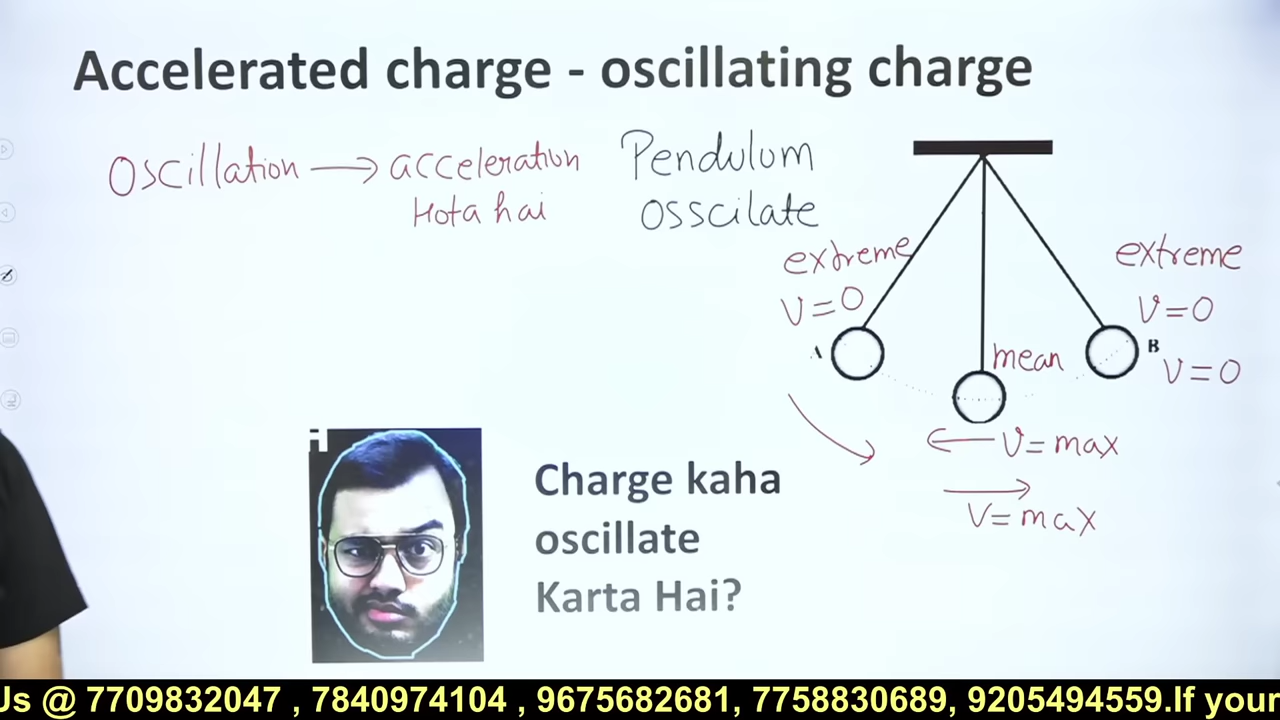 Accelerated charge - oscillating charge
Oscillation → acceleration
Hota hai
Pendulom
Osscilate
extreme
V=0
extreme
V=0
A
B
V=0
mean
← V=max
→
V=max
Charge kaha
oscillate
Karta Hai?
Us @ 7709832047 , 7840974104 , 9675682681, 7758830689, 9205494559.If your